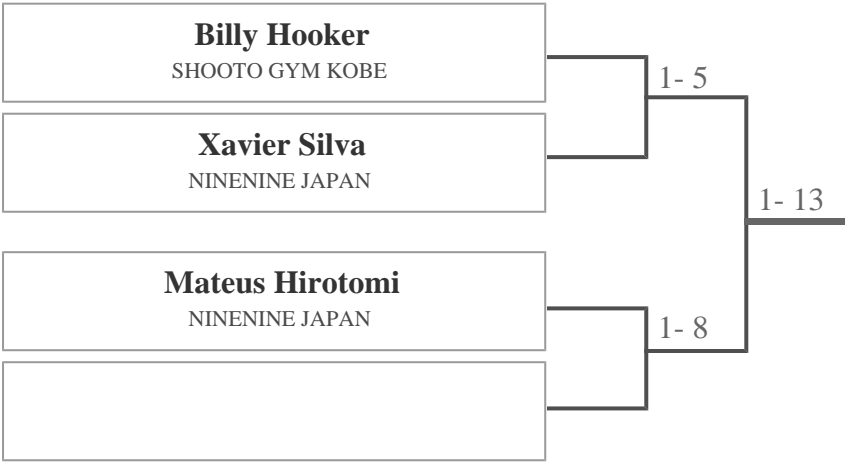 Billy Hooker
SHOOTO GYM KOBE
1- 5
Xavier Silva
NINENINE JAPAN
1- 13
Mateus Hirotomi
NINENINE JAPAN
1- 8